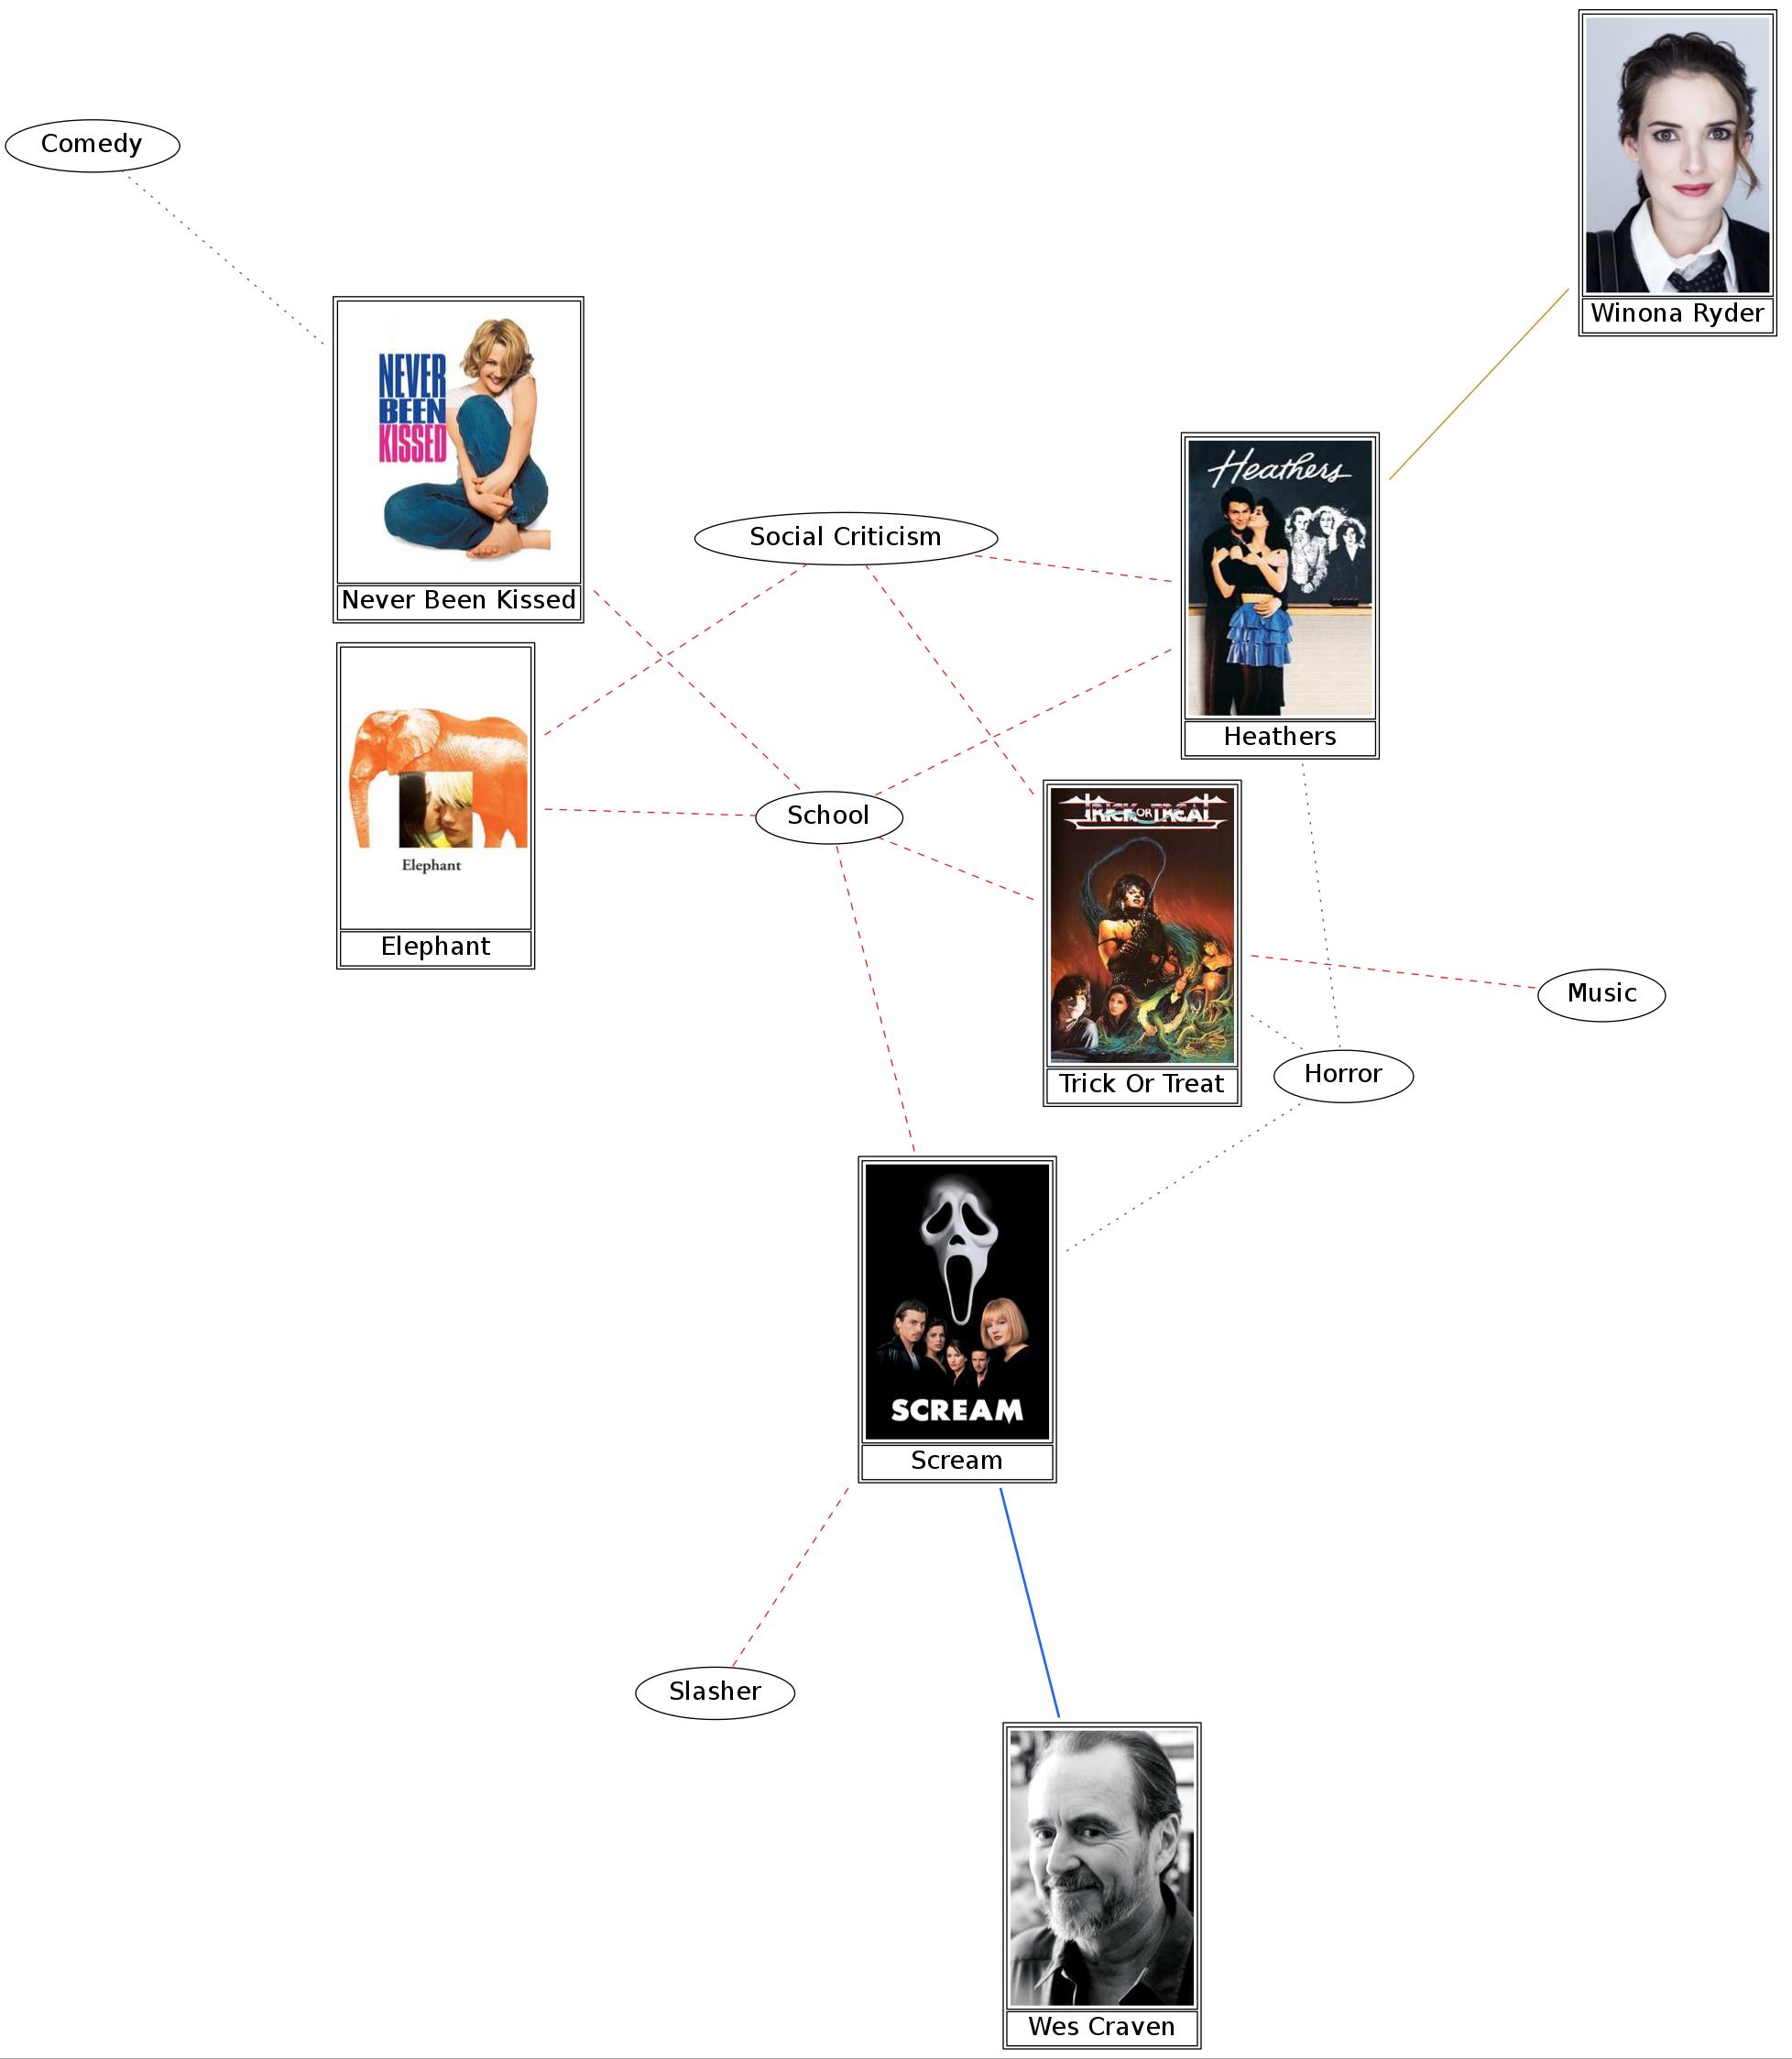 Comedy
Winona Ryder
NEVER
BEEN
KISSED
Never Been Kissed
Social Criticism
Heathers
Heathers
School
Elephant
Elephant
TRICK OR TREAT
Trick Or Treat
Music
Horror
SCREAM
Scream
Slasher
Wes Craven